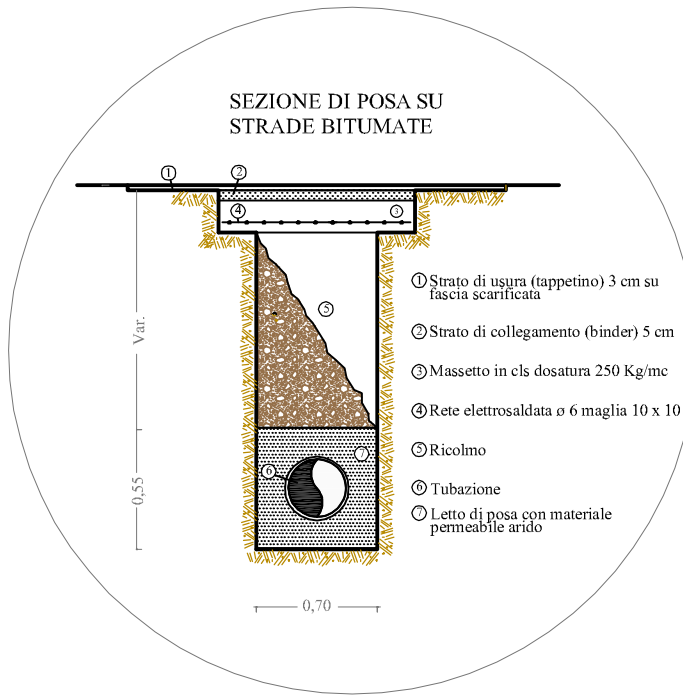 SEZIONE DI POSA SU
STRADE BITUMATE
1
2
4
3
5
7
6
Var.
0,55
0,70
1 Strato di usura (tappetino) 3 cm su
fascia scarificata
2 Strato di collegamento (binder) 5 cm
3 Massetto in cls dosatura 250 Kg/mc
4 Rete elettrosaldata ø 6 maglia 10 x 10
5 Ricolmo
6 Tubazione
7 Letto di posa con materiale
permeabile arido